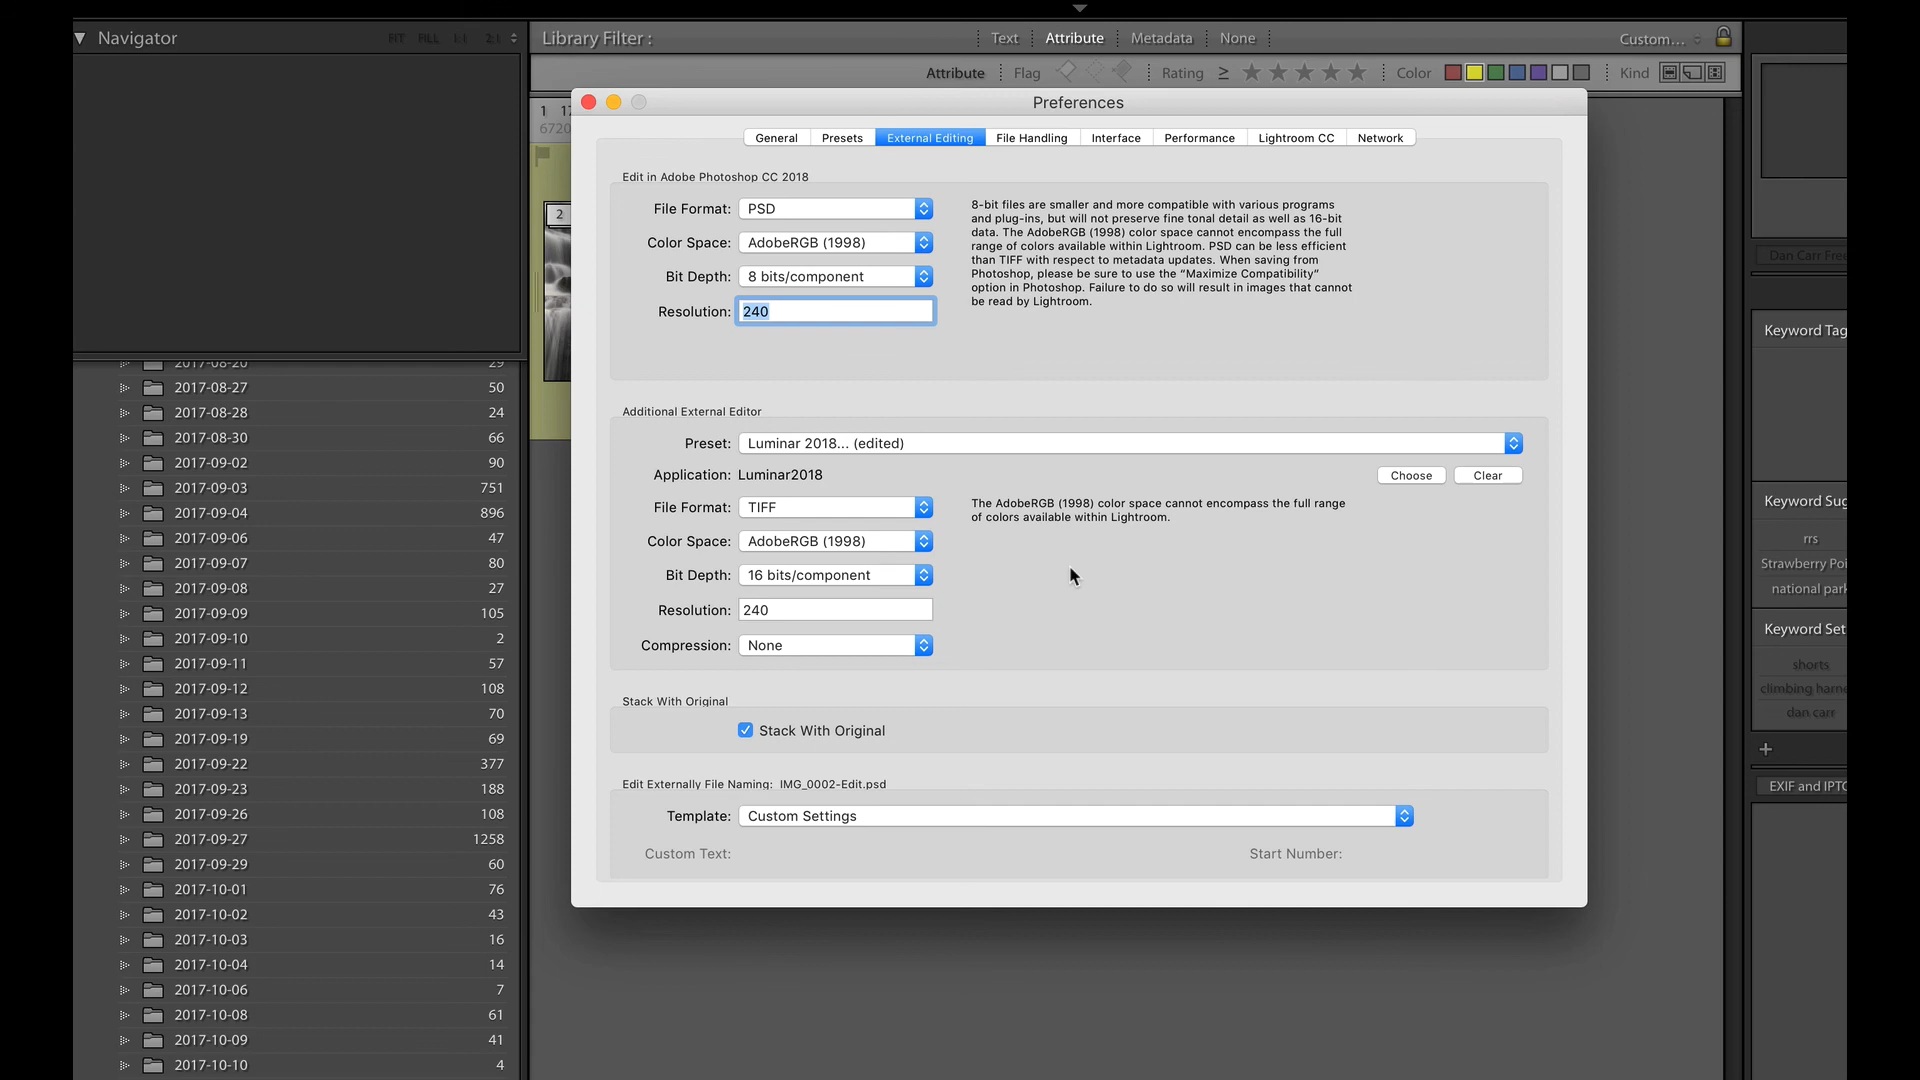 Navigator
FIT FILL 1:1 2:1
Library Filter :
Text
Attribute
Metadata
None
Custom...
Attribute
Flag
Rating ≥
Color
Kind
1
6720
2
2017-08-20 29
2017-08-27 50
2017-08-28 24
2017-08-30 66
2017-09-02 90
2017-09-03 751
2017-09-04 896
2017-09-06 47
2017-09-07 80
2017-09-08 27
2017-09-09 105
2017-09-10 2
2017-09-11 57
2017-09-12 108
2017-09-13 70
2017-09-19 69
2017-09-22 377
2017-09-23 188
2017-09-26 108
2017-09-27 1258
2017-09-29 60
2017-10-01 76
2017-10-02 43
2017-10-03 16
2017-10-04 14
2017-10-06 7
2017-10-08 61
2017-10-09 41
2017-10-10 4
Preferences
General
Presets
External Editing
File Handling
Interface
Performance
Lightroom CC
Network
Edit in Adobe Photoshop CC 2018
File Format: PSD
Color Space: AdobeRGB (1998)
Bit Depth: 8 bits/component
Resolution: 240
8-bit files are smaller and more compatible with various programs
and plug-ins, but will not preserve fine tonal detail as well as 16-bit
data. The AdobeRGB (1998) color space cannot encompass the full
range of colors available within Lightroom. PSD can be less efficient
than TIFF with respect to metadata updates. When saving from
Photoshop, please be sure to use the “Maximize Compatibility”
option in Photoshop. Failure to do so will result in images that cannot
be read by Lightroom.
Additional External Editor
Preset: Luminar 2018... (edited)
Application: Luminar2018
Choose
Clear
File Format: TIFF
Color Space: AdobeRGB (1998)
Bit Depth: 16 bits/component
Resolution: 240
Compression: None
The AdobeRGB (1998) color space cannot encompass the full range
of colors available within Lightroom.
Stack With Original
Stack With Original
Edit Externally File Naming: IMG_0002-Edit.psd
Template: Custom Settings
Custom Text:
Start Number:
Dan Carr Free
Keyword Tag
Keyword Sug
rrs
Strawberry Poi
national park
Keyword Set
shorts
climbing harne
dan carr
+
EXIF and IPTC